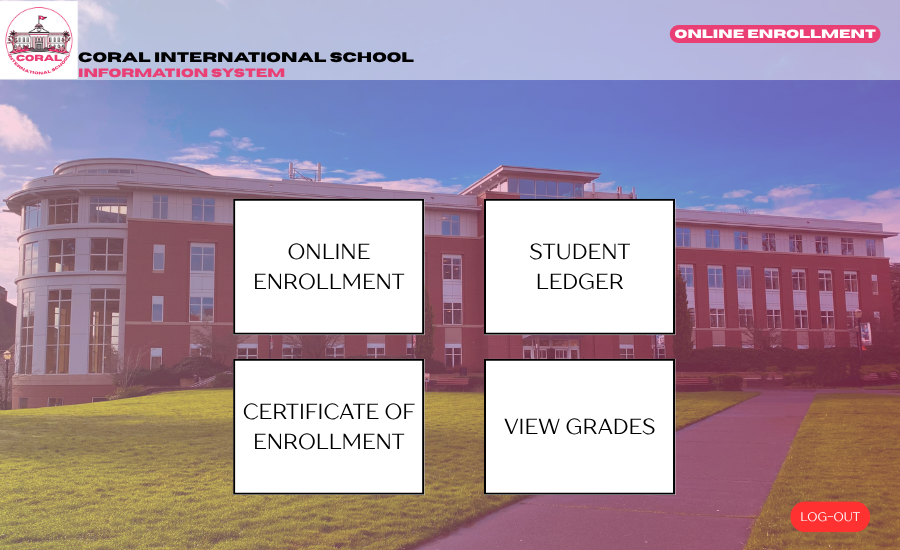 CORAL
INTERNATIONAL SCHOOL
CORAL INTERNATIONAL SCHOOL
INFORMATION SYSTEM
ONLINE ENROLLMENT
ONLINE
ENROLLMENT
STUDENT
LEDGER
CERTIFICATE OF
ENROLLMENT
VIEW GRADES
LOG-OUT